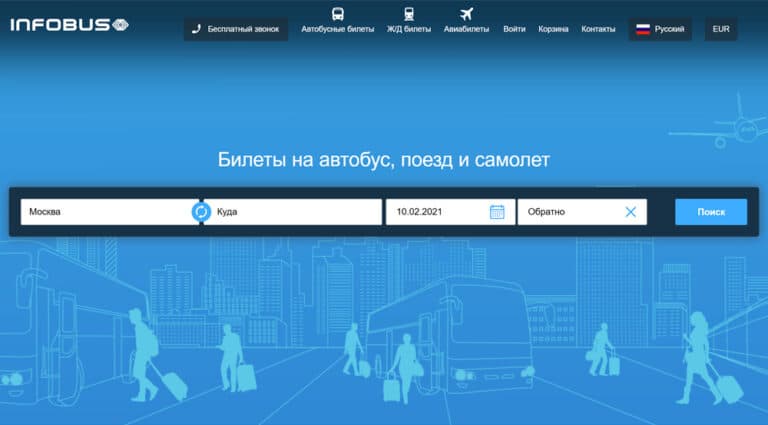 INFOBUS
Бесплатный звонок
Автобусные билеты
Ж/Д билеты
Авиабилеты
Войти
Корзина
Контакты
Русский
EUR
Билеты на автобус, поезд и самолет
Москва
Куда
10.02.2021
Обратно
Поиск